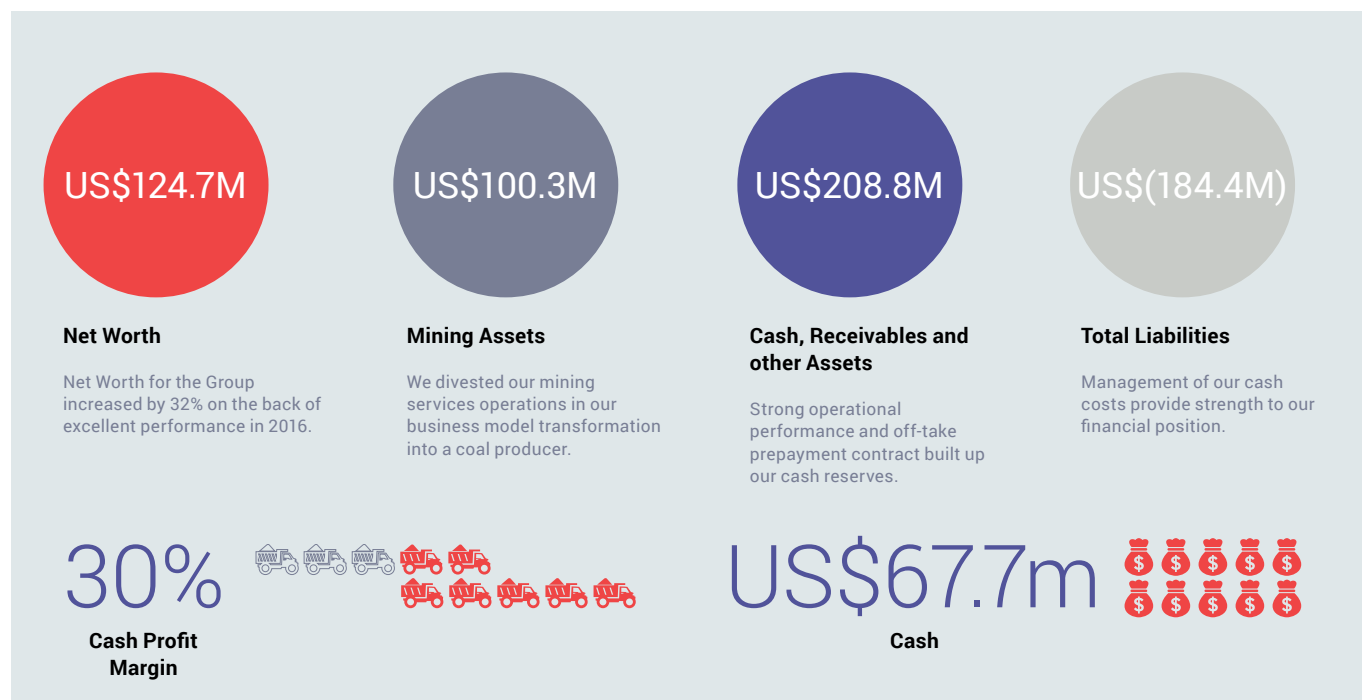 US$124.7M
US$100.3M
US$208.8M
US$(184.4M)
Net Worth
Net Worth for the Group
increased by 32% on the back of
excellent performance in 2016.
Mining Assets
We divested our mining
services operations in our
business model transformation
into a coal producer.
Cash, Receivables and
other Assets
Strong operational
performance and off-take
prepayment contract built up
our cash reserves.
Total Liabilities
Management of our cash
costs provide strength to our
financial position.
30%
Cash Profit
Margin
US$67.7m
Cash
$ $ $ $ $
$ $ $ $ $